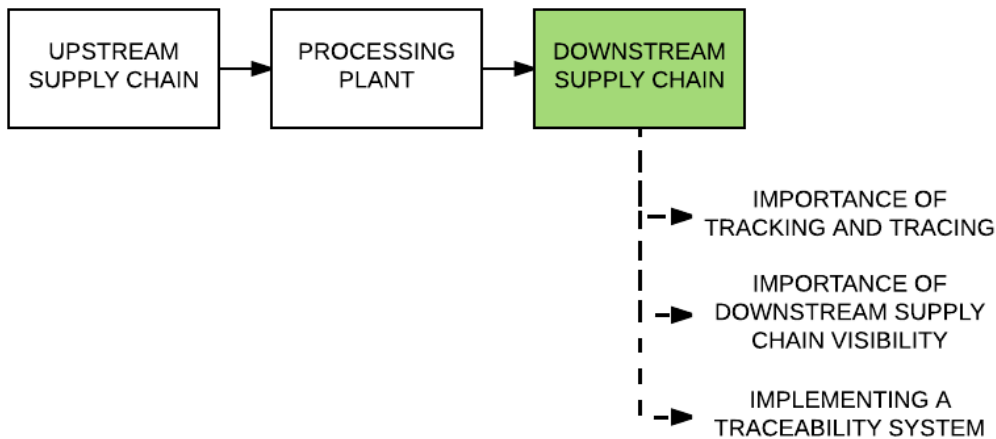 UPSTREAM
SUPPLY CHAIN
PROCESSING
PLANT
DOWNSTREAM
SUPPLY CHAIN
IMPORTANCE OF
TRACKING AND TRACING
IMPORTANCE OF
DOWNSTREAM SUPPLY
CHAIN VISIBILITY
IMPLEMENTING A
TRACEABILITY SYSTEM